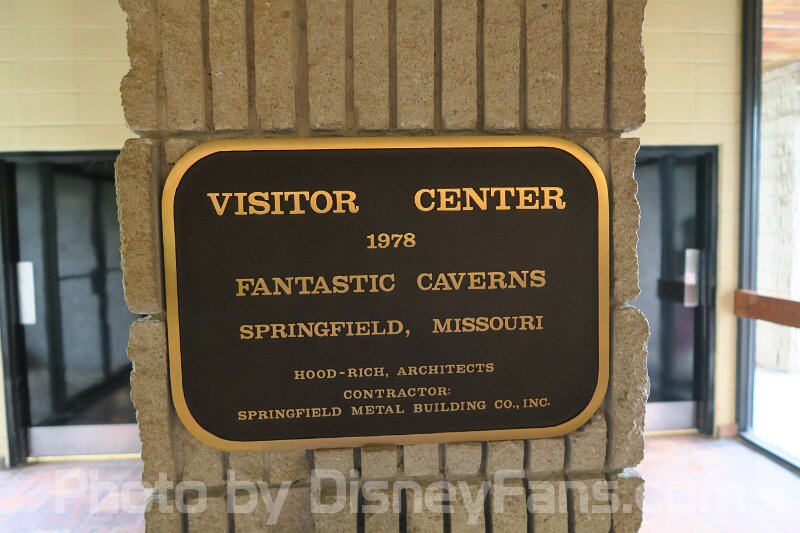 VISITOR CENTER
1978
FANTASTIC CAVERNS
SPRINGFIELD, MISSOURI
HOOD-RICH, ARCHITECTS
CONTRACTOR:
SPRINGFIELD METAL BUILDING CO., INC.
Photo by DisneyFans.com